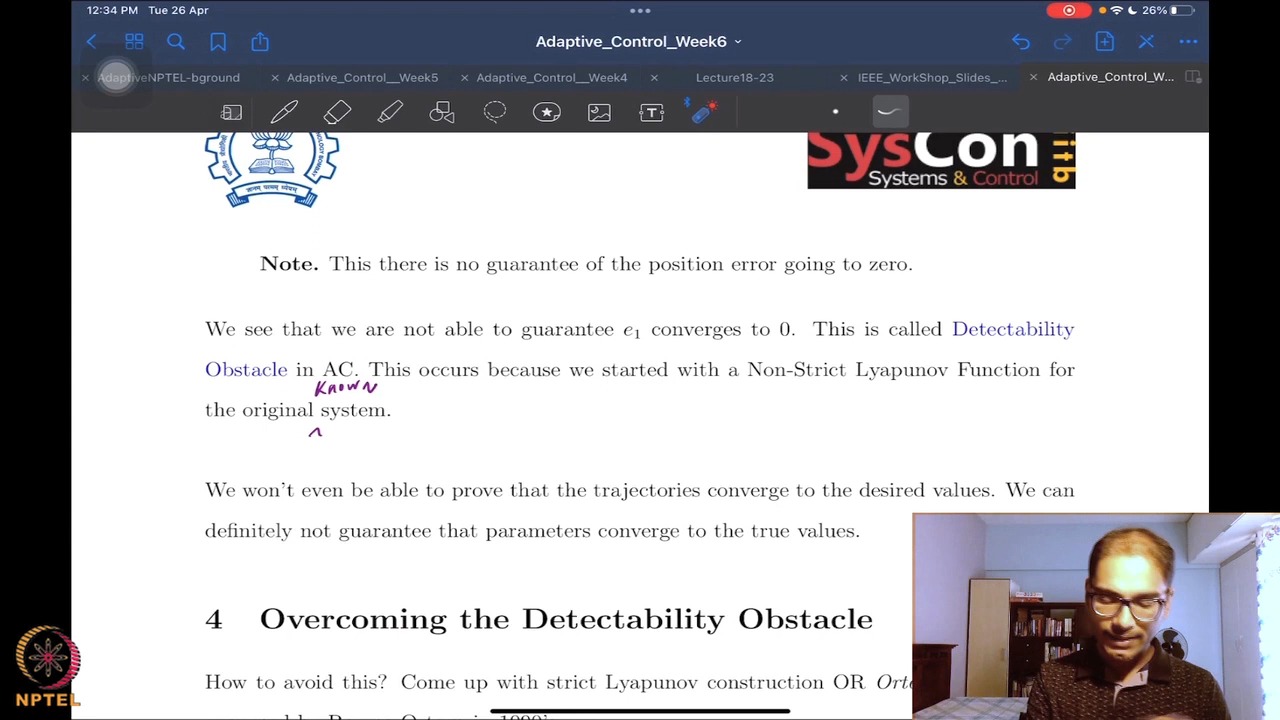 12:34 PM Tue 26 Apr
26%
Adaptive_Control_Week6
AdaptiveNPTEL-bground
Adaptive_Control__Week5
Adaptive_Control__Week4
Lecture18-23
IEEE_WorkShop_Slides_...
Adaptive_Control_W...
T
SysCon
Systems & Control
itb
Note. This there is no guarantee of the position error going to zero.
We see that we are not able to guarantee e₁ converges to 0. This is called Detectability
Obstacle in AC. This occurs because we started with a Non-Strict Lyapunov Function for
KNOWN
the original system.
We won't even be able to prove that the trajectories converge to the desired values. We can
definitely not guarantee that parameters converge to the true values.
4 Overcoming the Detectability Obstacle
How to avoid this? Come up with strict Lyapunov construction OR
NPTEL